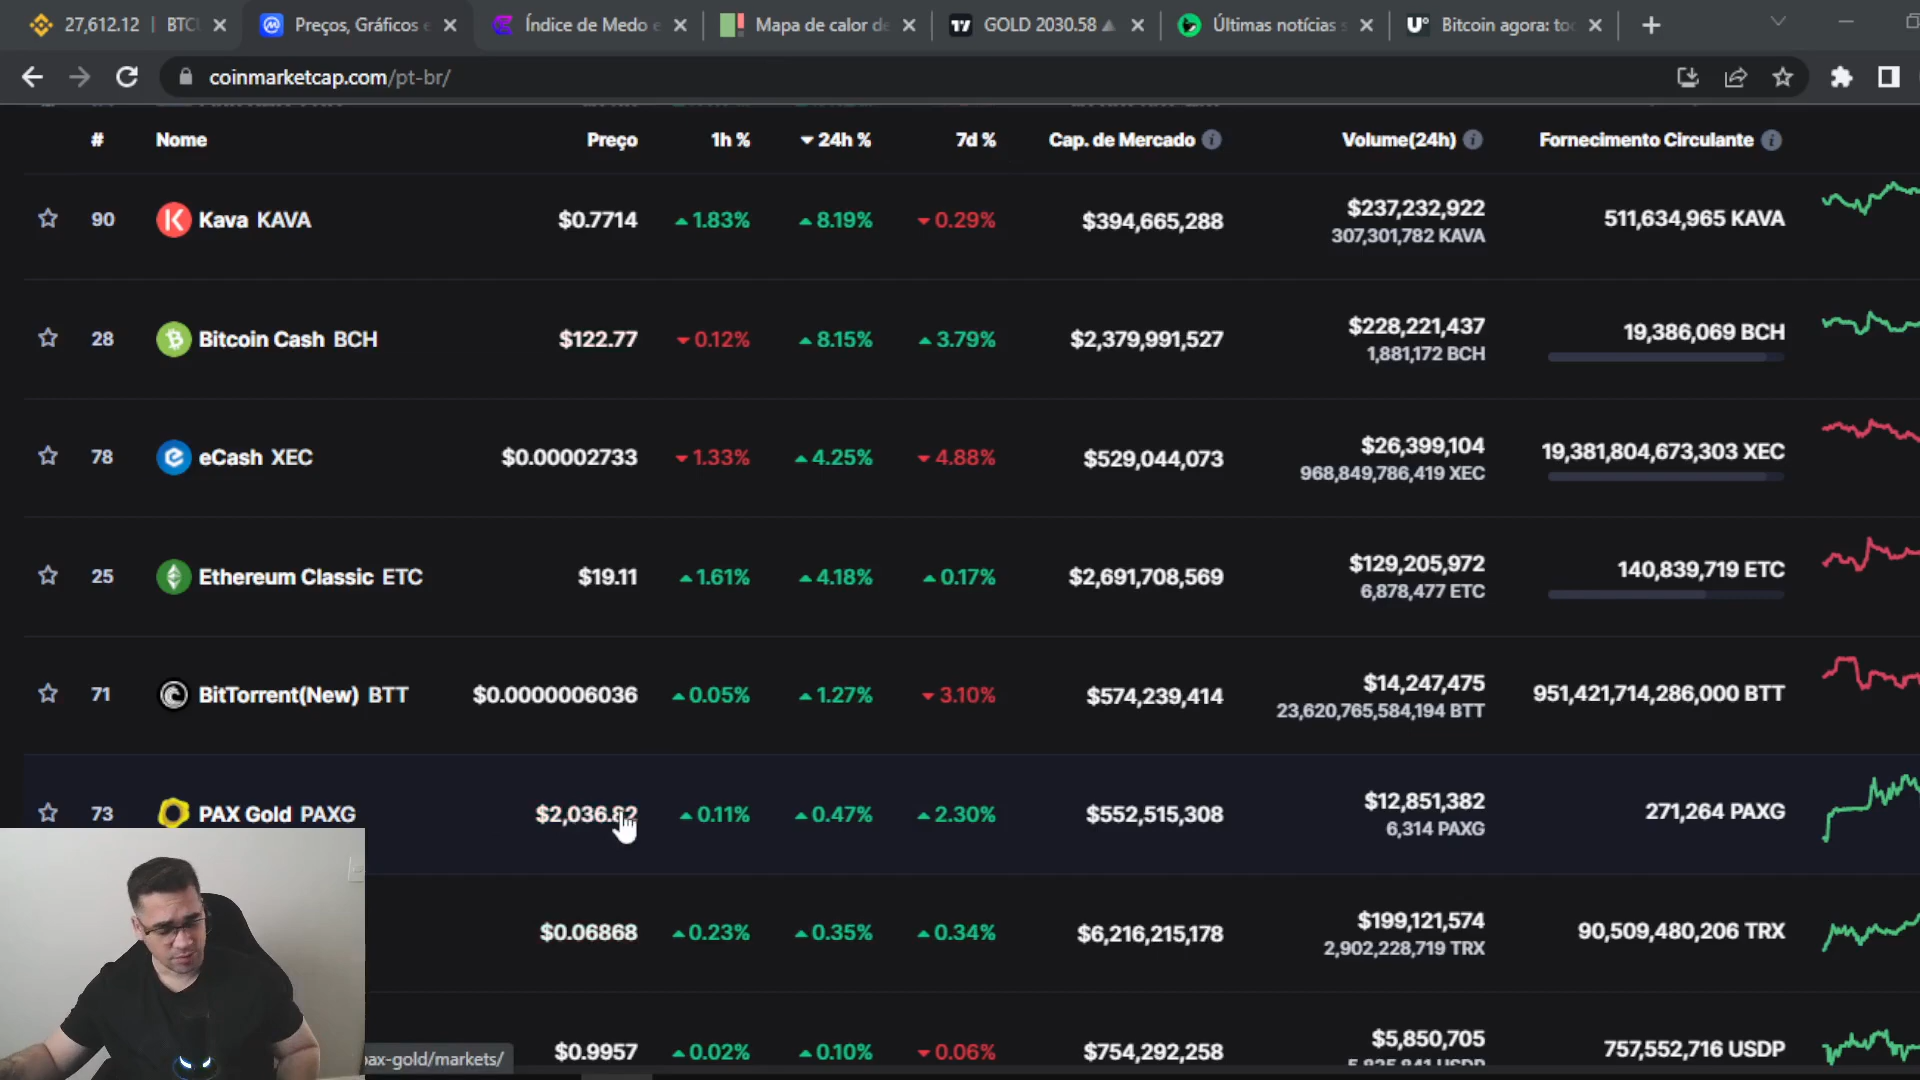 27,612.12 | BTCU
Preços, Gráficos e
Índice de Medo e
Mapa de calor de
GOLD 2030.58
Últimas notícias s
Bitcoin agora: to
coinmarketcap.com/pt-br/
# Nome Preço 1h % 24h % 7d % Cap. de Mercado Volume(24h) Fornecimento Circulante
90 Kava KAVA $0.7714 1.83% 8.19% 0.29% $394,665,288 $237,232,922 511,634,965 KAVA
307,301,782 KAVA
28 Bitcoin Cash BCH $122.77 0.12% 8.15% 3.79% $2,379,991,527 $228,221,437 19,386,069 BCH
1,881,172 BCH
78 eCash XEC $0.00002733 1.33% 4.25% 4.88% $529,044,073 $26,399,104 19,381,804,673,303 XEC
968,849,786,419 XEC
25 Ethereum Classic ETC $19.11 1.61% 4.18% 0.17% $2,691,708,569 $129,205,972 140,839,719 ETC
6,878,477 ETC
71 BitTorrent(New) BTT $0.0000006036 0.05% 1.27% 3.10% $574,239,414 $14,247,475 951,421,714,286,000 BTT
23,620,765,584,194 BTT
73 PAX Gold PAXG $2,036.82 0.11% 0.47% 2.30% $552,515,308 $12,851,382 271,264 PAXG
6,314 PAXG
$0.06868 0.23% 0.35% 0.34% $6,216,215,178 $199,121,574 90,509,480,206 TRX
2,902,228,719 TRX
$0.9957 0.02% 0.10% 0.06% $754,292,258 $5,850,705 757,552,716 USDP
pax-gold/markets/